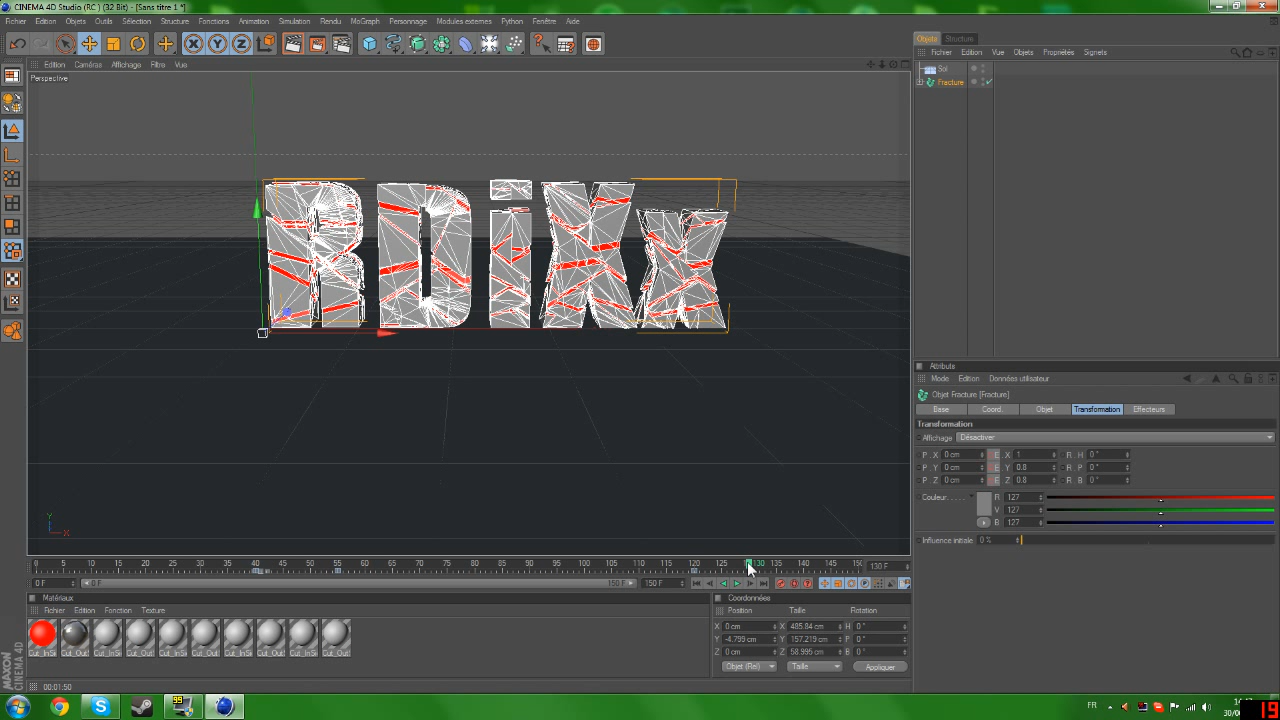 CINEMA 4D Studio (RC ) (32 Bit) - [Sans titre 1 *]
Fichier Edition Objets Outils Sélection Structure Fonctions Animation Simulation Rendu MoGraph Personnage Modules externes Python Fenêtre Aide
Edition Caméras Affichage Filtre Vue
Perspective
RDiXx
Y
X
0 5 10 15 20 25 30 35 40 45 50 55 60 65 70 75 80 85 90 95 100 105 110 115 120 125 130 135 140 145 150 130 F
0 F 0 F 150 F 150 F
Matériaux
Fichier Edition Fonction Texture
Cut_InSi Cut_OutS
00:01:50
MAXON CINEMA 4D
Coordonnées
Position Taille Rotation
X 0 cm X 485.84 cm H 0 °
Y -4.799 cm Y 157.219 cm P 0 °
Z 0 cm Z 58.995 cm B 0 °
Objet (Rel) Taille Appliquer
Objets Structure
Fichier Edition Vue Objets Propriétés Signets
Sol
Fracture
Attributs
Mode Edition Données utilisateur
Objet Fracture [Fracture]
Base Coord. Objet Transformation Effecteurs
Transformation
Affichage Désactiver
P . X 0 cm E . X 1 R . H 0 °
P . Y 0 cm E . Y 0.8 R . P 0 °
P . Z 0 cm E . Z 0.8 R . B 0 °
Couleur R 127
V 127
B 127
Influence initiale 0 %
99
FR
19